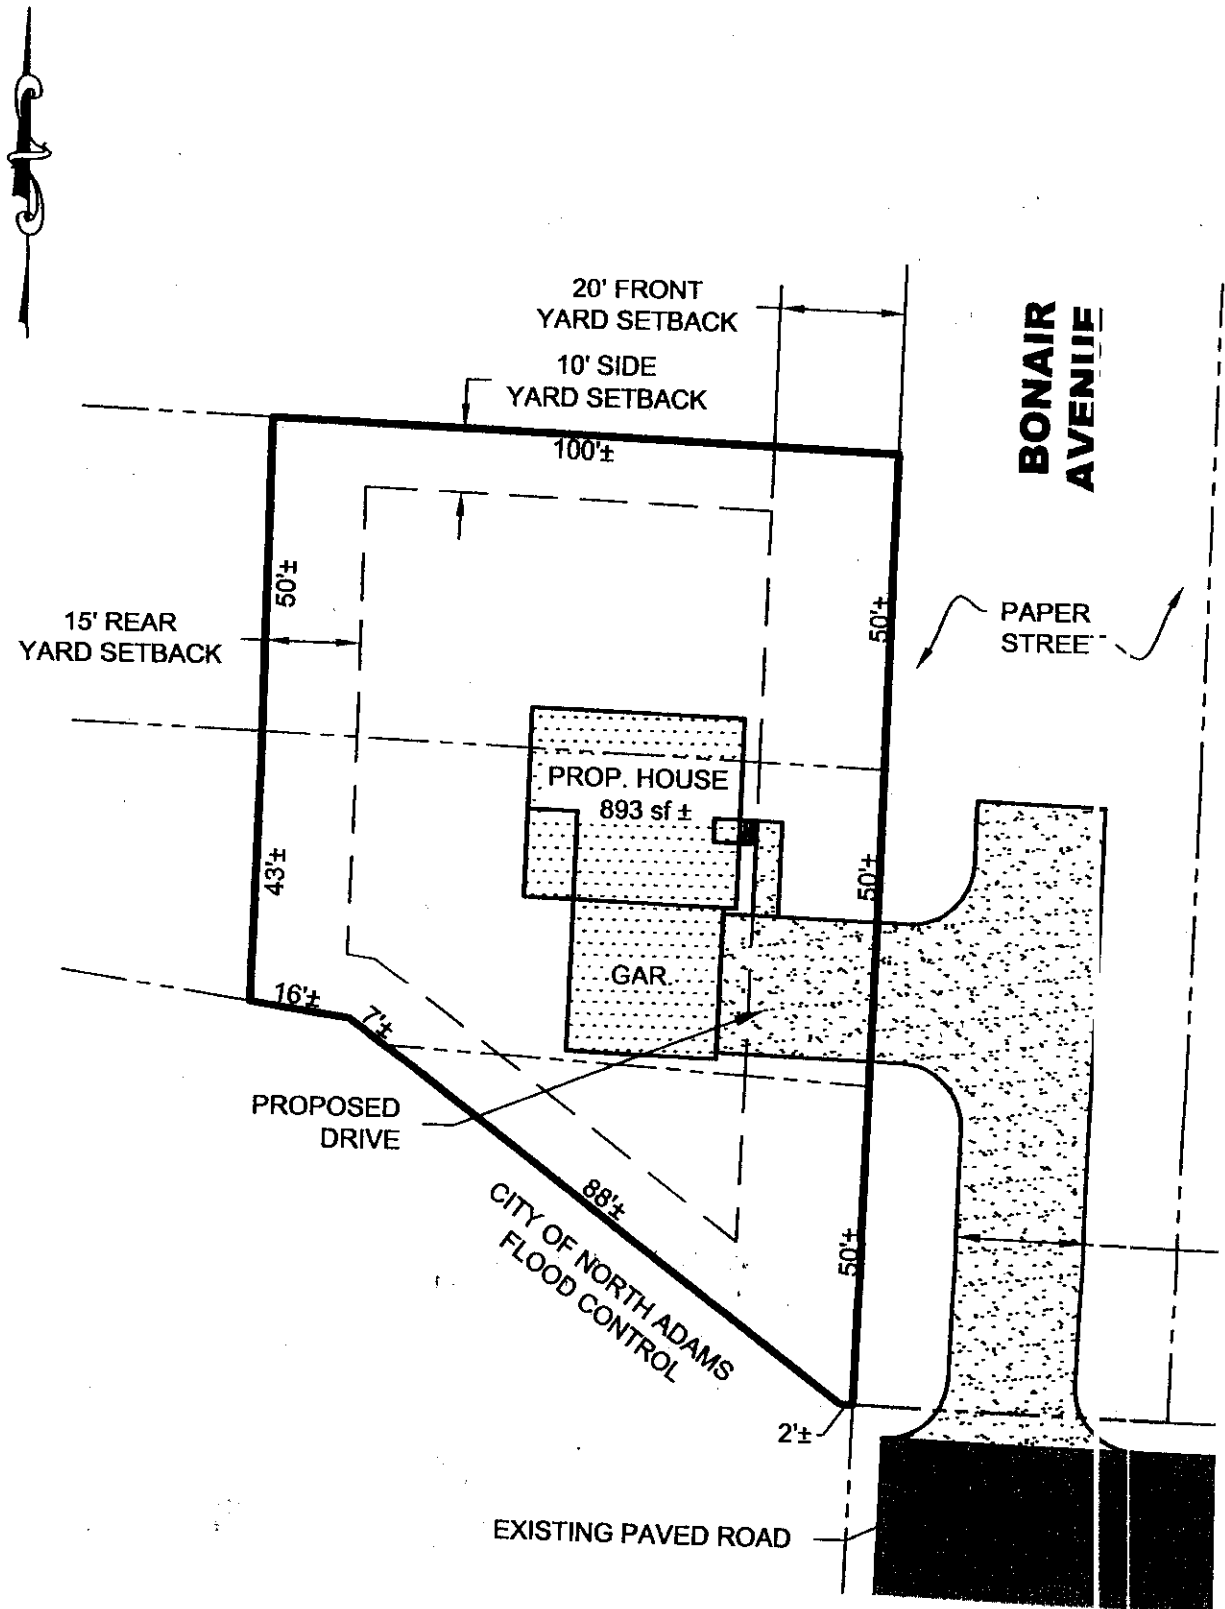 20' FRONT
YARD SETBACK
10' SIDE
YARD SETBACK
BONAIR
AVENUE
100'±
50'±
50'±
15' REAR
YARD SETBACK
PAPER
STREE
PROP. HOUSE
893 sf ±
43'±
50'±
GAR.
16'±
7'±
PROPOSED
DRIVE
88'±
CITY OF NORTH ADAMS
FLOOD CONTROL
50'±
2'±
EXISTING PAVED ROAD